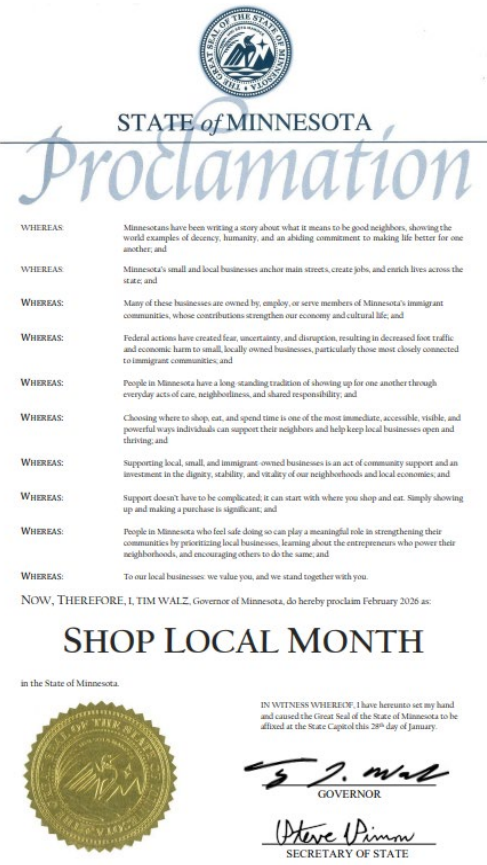 THE GREAT SEAL OF THE STATE OF MINNESOTA
STATE of MINNESOTA
Proclamation
WHEREAS: Minnesotans have been writing a story about what it means to be good neighbors, showing the
world examples of decency, humanity, and an abiding commitment to making life better for one
another; and
WHEREAS: Minnesota's small and local businesses anchor main streets, create jobs, and enrich lives across the
state; and
WHEREAS: Many of these businesses are owned by, employ, or serve members of Minnesota's immigrant
communities, whose contributions strengthen our economy and cultural life; and
WHEREAS: Federal actions have created fear, uncertainty, and disruption, resulting in decreased foot traffic
and economic harm to small, locally owned businesses, particularly those most closely connected
to immigrant communities; and
WHEREAS: People in Minnesota have a long-standing tradition of showing up for one another through
everyday acts of care, neighborliness, and shared responsibility; and
WHEREAS: Choosing where to shop, eat, and spend time is one of the most immediate, accessible, visible, and
powerful ways individuals can support their neighbors and help keep local businesses open and
thriving; and
WHEREAS: Supporting local, small, and immigrant-owned businesses is an act of community support and an
investment in the dignity, stability, and vitality of our neighborhoods and local economies; and
WHEREAS: Support doesn't have to be complicated; it can start with where you shop and eat. Simply showing
up and making a purchase is significant; and
WHEREAS: People in Minnesota who feel safe doing so can play a meaningful role in strengthening their
communities by prioritizing local businesses, learning about the entrepreneurs who power their
neighborhoods, and encouraging others to do the same; and
WHEREAS: To our local businesses: we value you, and we stand together with you.
NOW, THEREFORE, I, TIM WALZ, Governor of Minnesota, do hereby proclaim February 2026 as:
SHOP LOCAL MONTH
in the State of Minnesota.
IN WITNESS WHEREOF, I have hereunto set my hand
and caused the Great Seal of the State of Minnesota to be
affixed at the State Capitol this 28th day of January.
GOVERNOR
Steve Simon
SECRETARY OF STATE